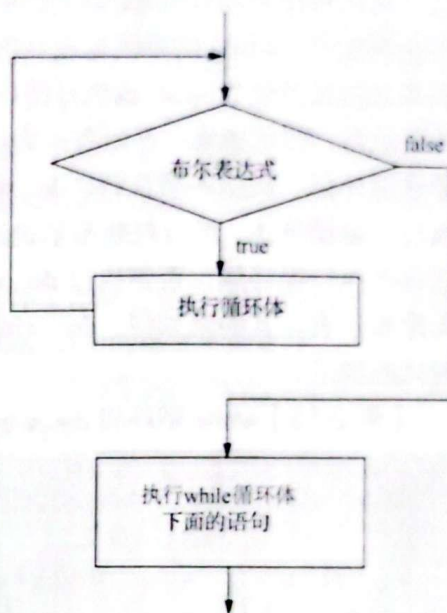 布尔表达式
false
true
执行循环体
执行while循环体
下面的语句